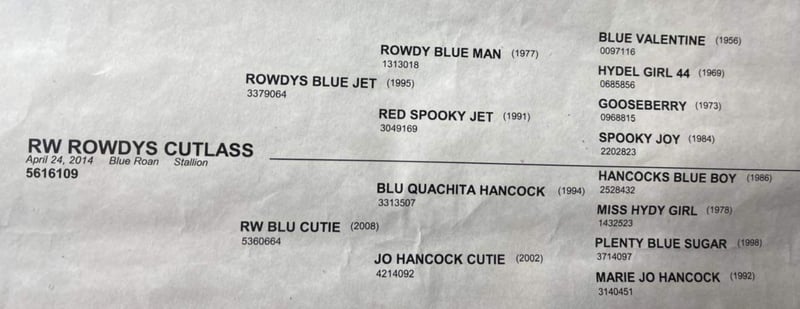 BLUE VALENTINE (1956)
0097116
ROWDY BLUE MAN (1977)
1313018
HYDEL GIRL 44 (1969)
0685856
ROWDYS BLUE JET (1995)
3379064
GOOSEBERRY (1973)
0968815
RED SPOOKY JET (1991)
3049169
SPOOKY JOY (1984)
2202823
RW ROWDYS CUTLASS
April 24, 2014 Blue Roan Stallion
5616109
HANCOCKS BLUE BOY (1986)
2528432
BLU QUACHITA HANCOCK (1994)
3313507
MISS HYDY GIRL (1978)
1432523
RW BLU CUTIE (2008)
5360664
PLENTY BLUE SUGAR (1998)
3714097
JO HANCOCK CUTIE (2002)
4214092
MARIE JO HANCOCK (1992)
3140451